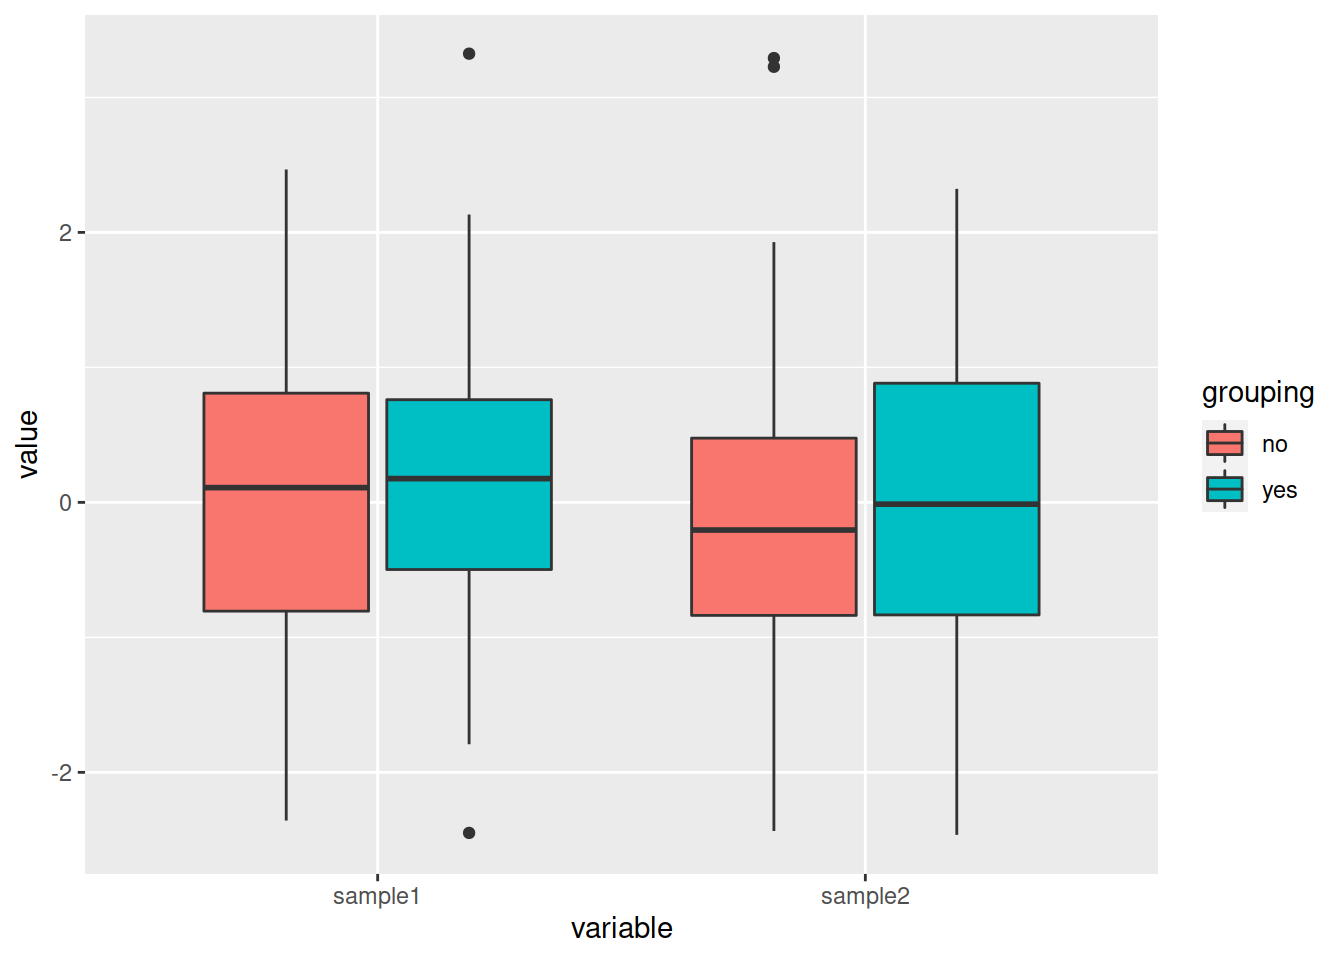 value
2
0
-2
sample1
sample2
variable
grouping
no
yes